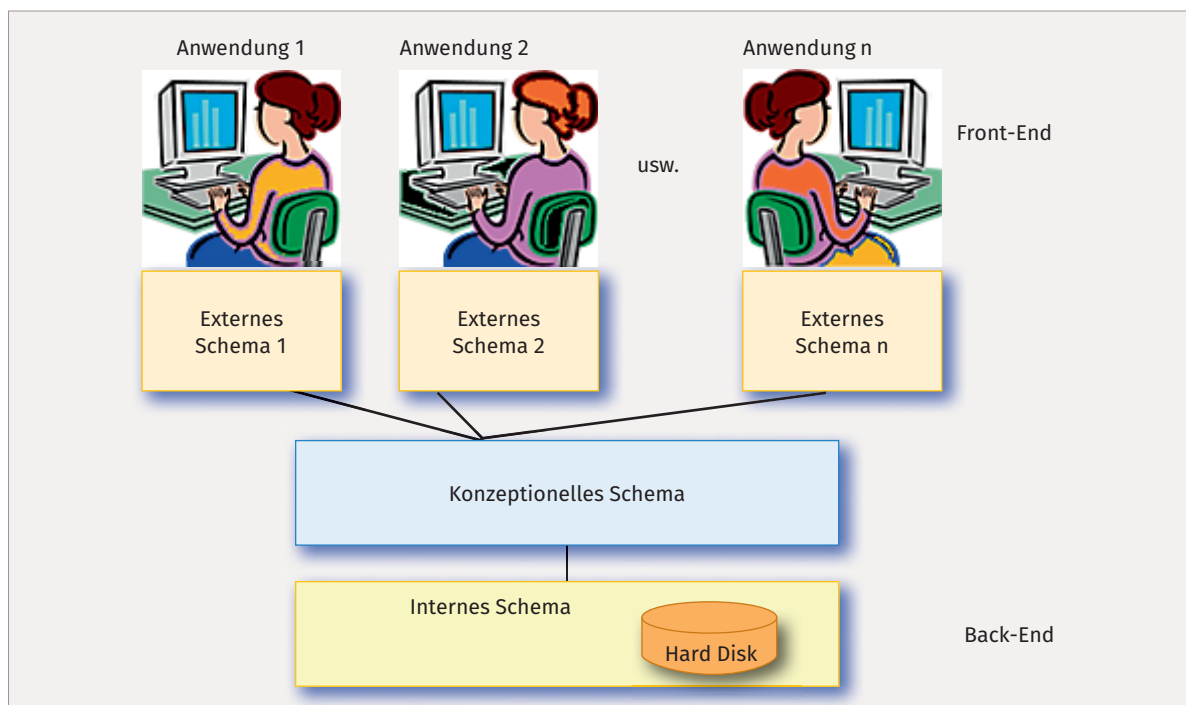 Anwendung 1
Anwendung 2
Anwendung n
Front-End
usw.
Externes
Schema 1
Externes
Schema 2
Externes
Schema n
Konzeptionelles Schema
Internes Schema
Hard Disk
Back-End